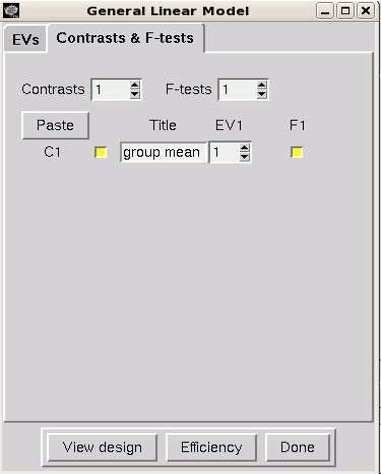 General Linear Model
EVs Contrasts & F-tests
Contrasts 1 F-tests 1
Paste Title EV1 F1
C1 group mean 1
View design Efficiency Done